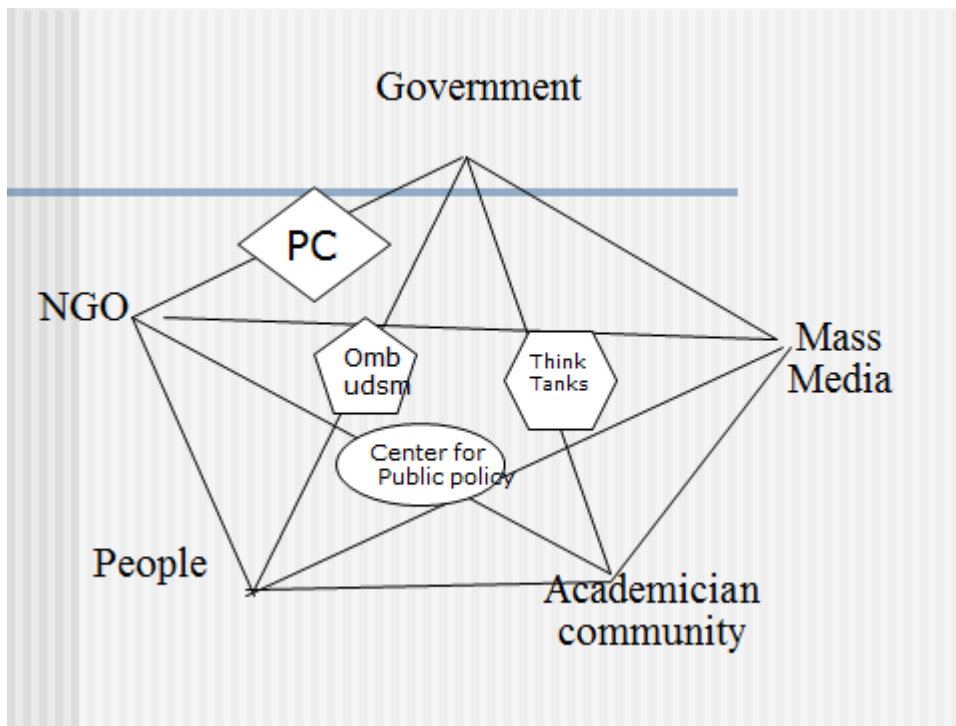 Government
PC
NGO
Omb
udsm
Think
Tanks
Mass
Media
Center for
Public policy
People
Academician
community